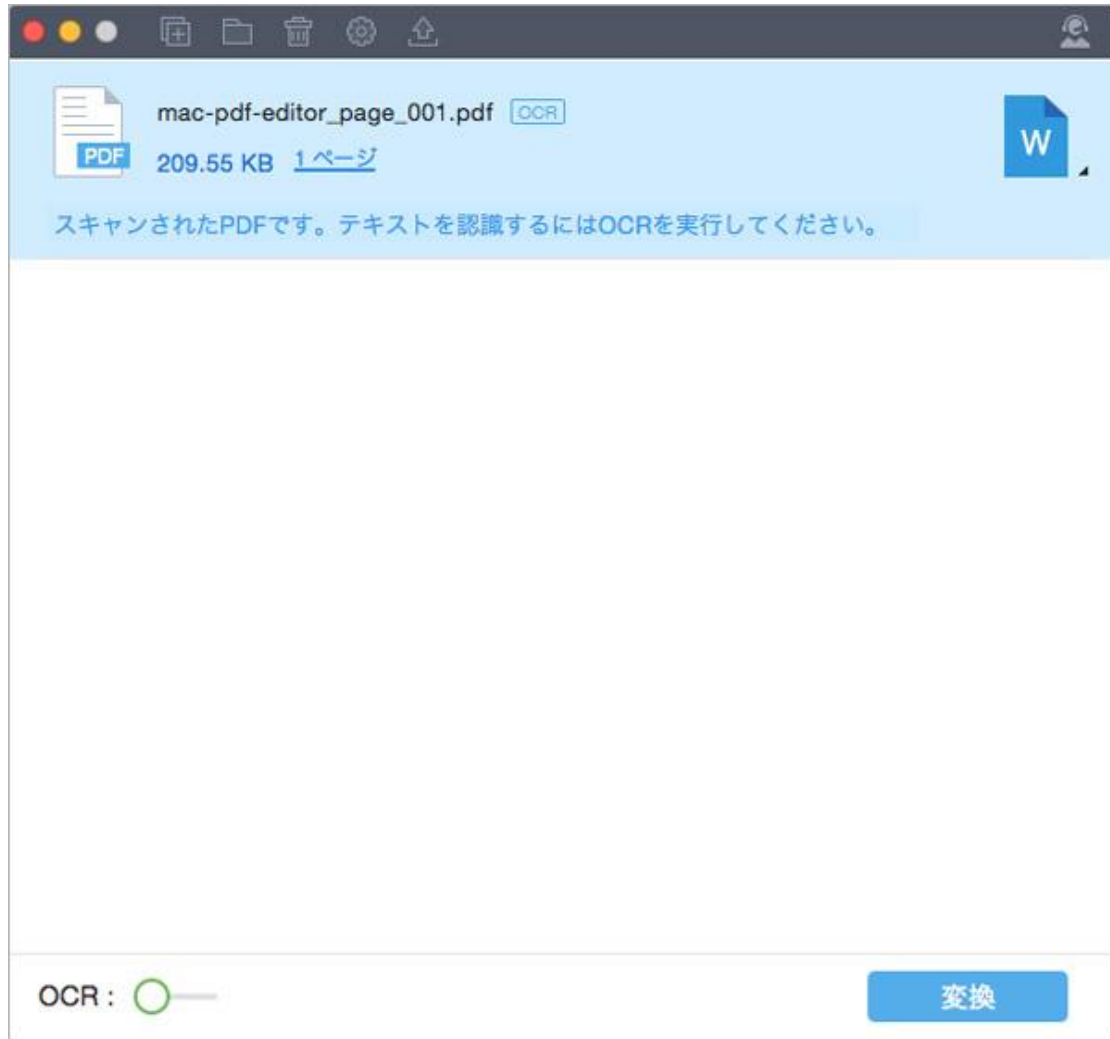 mac-pdf-editor_page_001.pdf OCR
PDF
209.55 KB 1 ページ
W
スキャンされたPDFです。テキストを認識するにはOCRを実行してください。
OCR :
変換